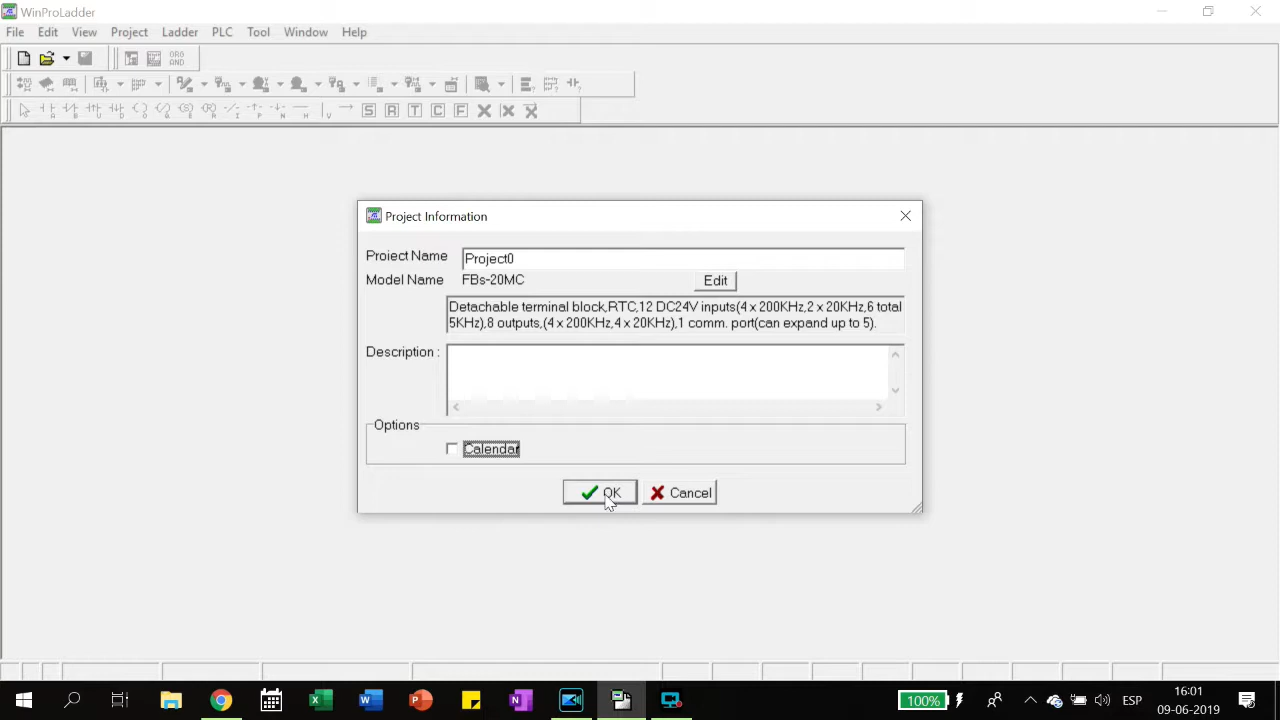 WinProLadder
File Edit View Project Ladder PLC Tool Window Help
ORG
AND
A B U D O Q S R I P N H V S R T C F
Project Information
Project Name Project0
Model Name FBs-20MC Edit
Detachable terminal block,RTC,12 DC24V inputs(4 x 200KHz,2 x 20KHz,6 total
5KHz),8 outputs,(4 x 200KHz,4 x 20KHz),1 comm. port(can expand up to 5).
Description :
Options
Calendar
OK Cancel
100% ESP 16:01
09-06-2019